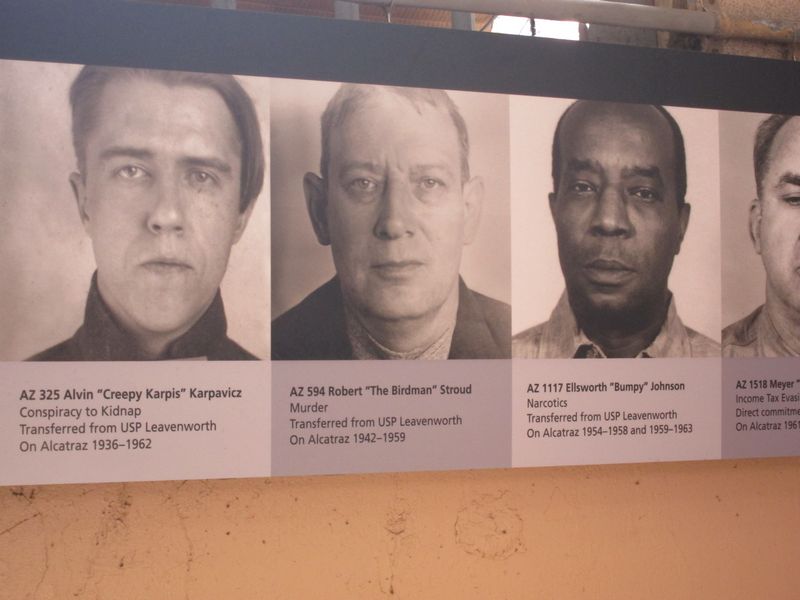 AZ 325 Alvin "Creepy Karpis" Karpavicz
Conspiracy to Kidnap
Transferred from USP Leavenworth
On Alcatraz 1936–1962
AZ 594 Robert "The Birdman" Stroud
Murder
Transferred from USP Leavenworth
On Alcatraz 1942–1959
AZ 1117 Ellsworth "Bumpy" Johnson
Narcotics
Transferred from USP Leavenworth
On Alcatraz 1954–1958 and 1959–1963
AZ 1518 Meyer "
Income Tax Evasi
Direct commitme
On Alcatraz 1961